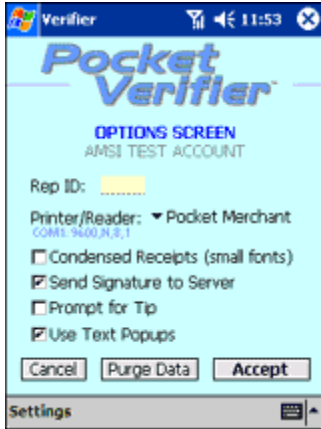 Verifier 11:53
Pocket
Verifier
OPTIONS SCREEN
AMSI TEST ACCOUNT
Rep ID:
Printer/Reader: Pocket Merchant
COM1: 9600,N,8,1
Condensed Receipts (small fonts)
Send Signature to Server
Prompt for Tip
Use Text Popups
Cancel Purge Data Accept
Settings